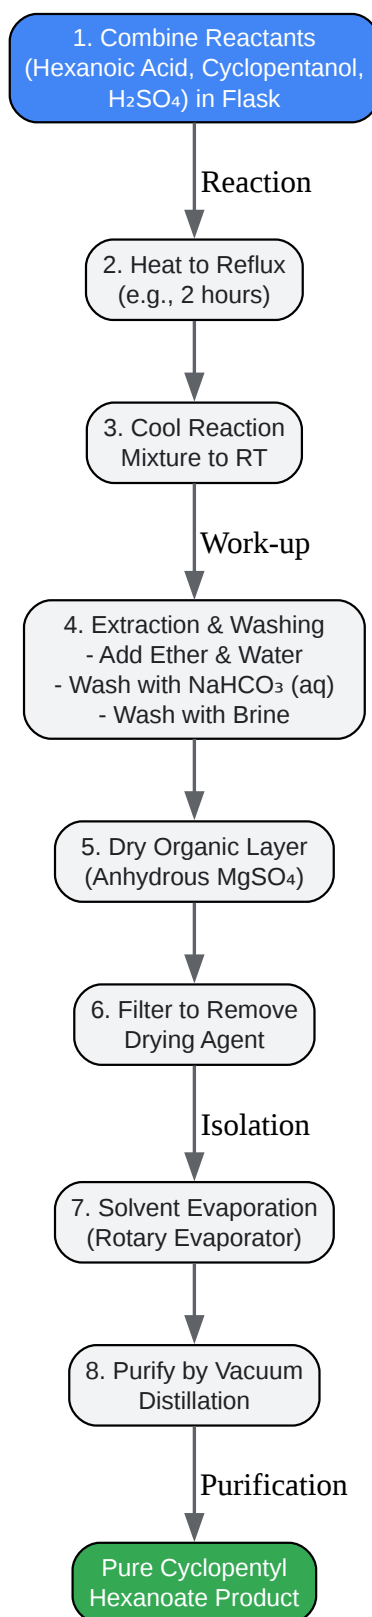 1. Combine Reactants
(Hexanoic Acid, Cyclopentanol,
H₂SO₄) in Flask
Reaction
2. Heat to Reflux
(e.g., 2 hours)
3. Cool Reaction
Mixture to RT
Work-up
4. Extraction & Washing
- Add Ether & Water
- Wash with NaHCO₃ (aq)
- Wash with Brine
5. Dry Organic Layer
(Anhydrous MgSO₄)
6. Filter to Remove
Drying Agent
Isolation
7. Solvent Evaporation
(Rotary Evaporator)
8. Purify by Vacuum
Distillation
Purification
Pure Cyclopentyl
Hexanoate Product